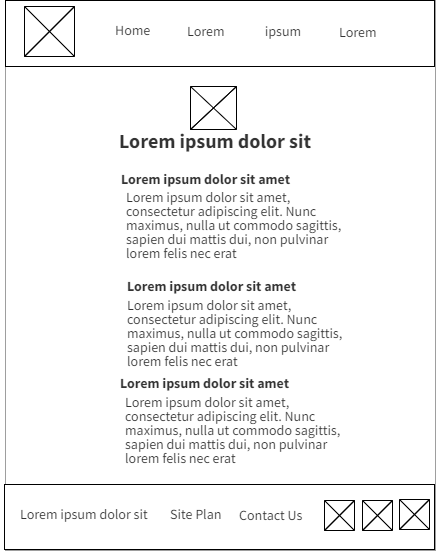 Home Lorem ipsum Lorem
Lorem ipsum dolor sit
Lorem ipsum dolor sit amet
Lorem ipsum dolor sit amet,
consectetur adipiscing elit. Nunc
maximus, nulla ut commodo sagittis,
sapien dui mattis dui, non pulvinar
lorem felis nec erat
Lorem ipsum dolor sit amet
Lorem ipsum dolor sit amet,
consectetur adipiscing elit. Nunc
maximus, nulla ut commodo sagittis,
sapien dui mattis dui, non pulvinar
lorem felis nec erat
Lorem ipsum dolor sit amet
Lorem ipsum dolor sit amet,
consectetur adipiscing elit. Nunc
maximus, nulla ut commodo sagittis,
sapien dui mattis dui, non pulvinar
lorem felis nec erat
Lorem ipsum dolor sit Site Plan Contact Us